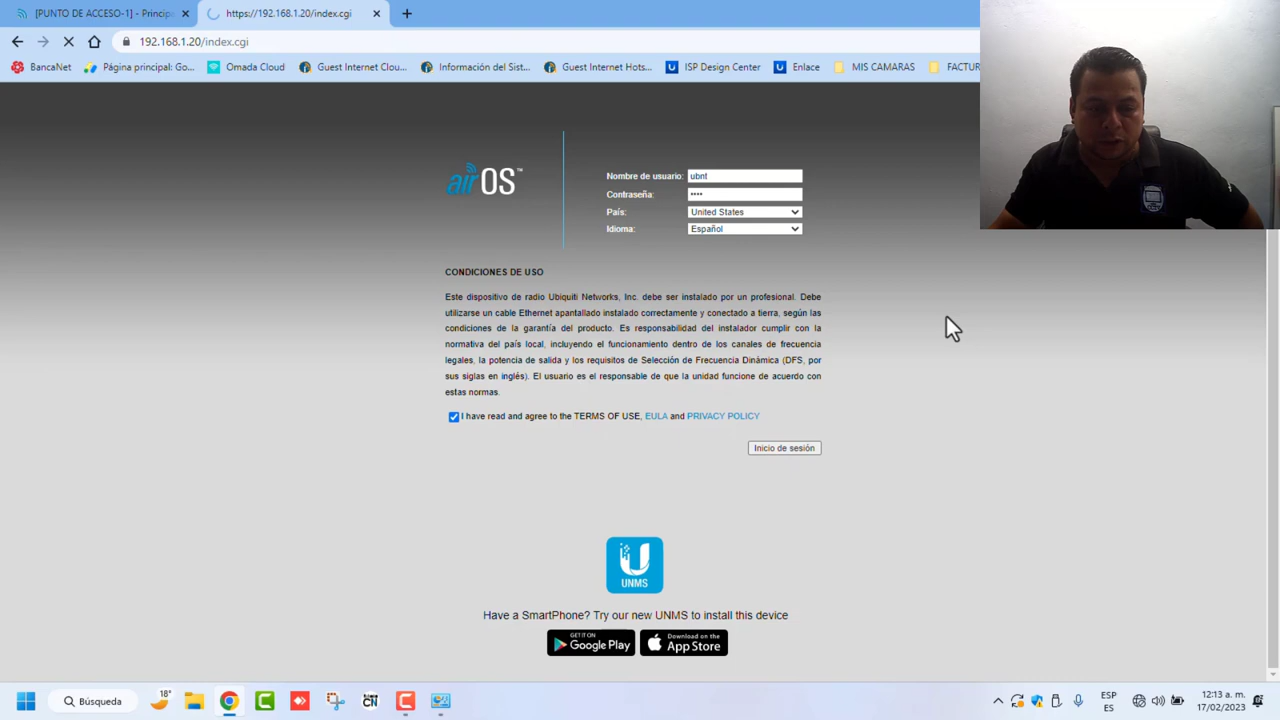 [PUNTO DE ACCESO-1] - Princip
https://192.168.1.20/index.cgi
192.168.1.20/index.cgi
BancaNet
Página principal: Go...
Omada Cloud
Guest Internet Cou...
Información del Sist...
Guest Internet Hots...
ISP Design Center
Enlace
MIS CAMARAS
FACTUR
airOS™
Nombre de usuario: ubnt
Contraseña: ••••
País: United States
Idioma: Español
CONDICIONES DE USO
Este dispositivo de radio Ubiquiti Networks, Inc. debe ser instalado por un profesional. Debe
utilizarse un cable Ethernet apantallado instalado correctamente y conectado a tierra, según las
condiciones de la garantía del producto. Es responsabilidad del instalador cumplir con la
normativa del país local, incluyendo el funcionamiento dentro de los canales de frecuencia
legales, la potencia de salida y los requisitos de Selección de Frecuencia Dinámica (DFS, por
sus siglas en inglés). El usuario es el responsable de que la unidad funcione de acuerdo con
estas normas.
I have read and agree to the TERMS OF USE, EULA and PRIVACY POLICY
Inicio de sesión
U
UNMS
Have a SmartPhone? Try our new UNMS to install this device
GET IT ON
Google Play
Download on the
App Store
Búsqueda
18°
CN
ESP
ES
12:13 a. m.
17/02/2023